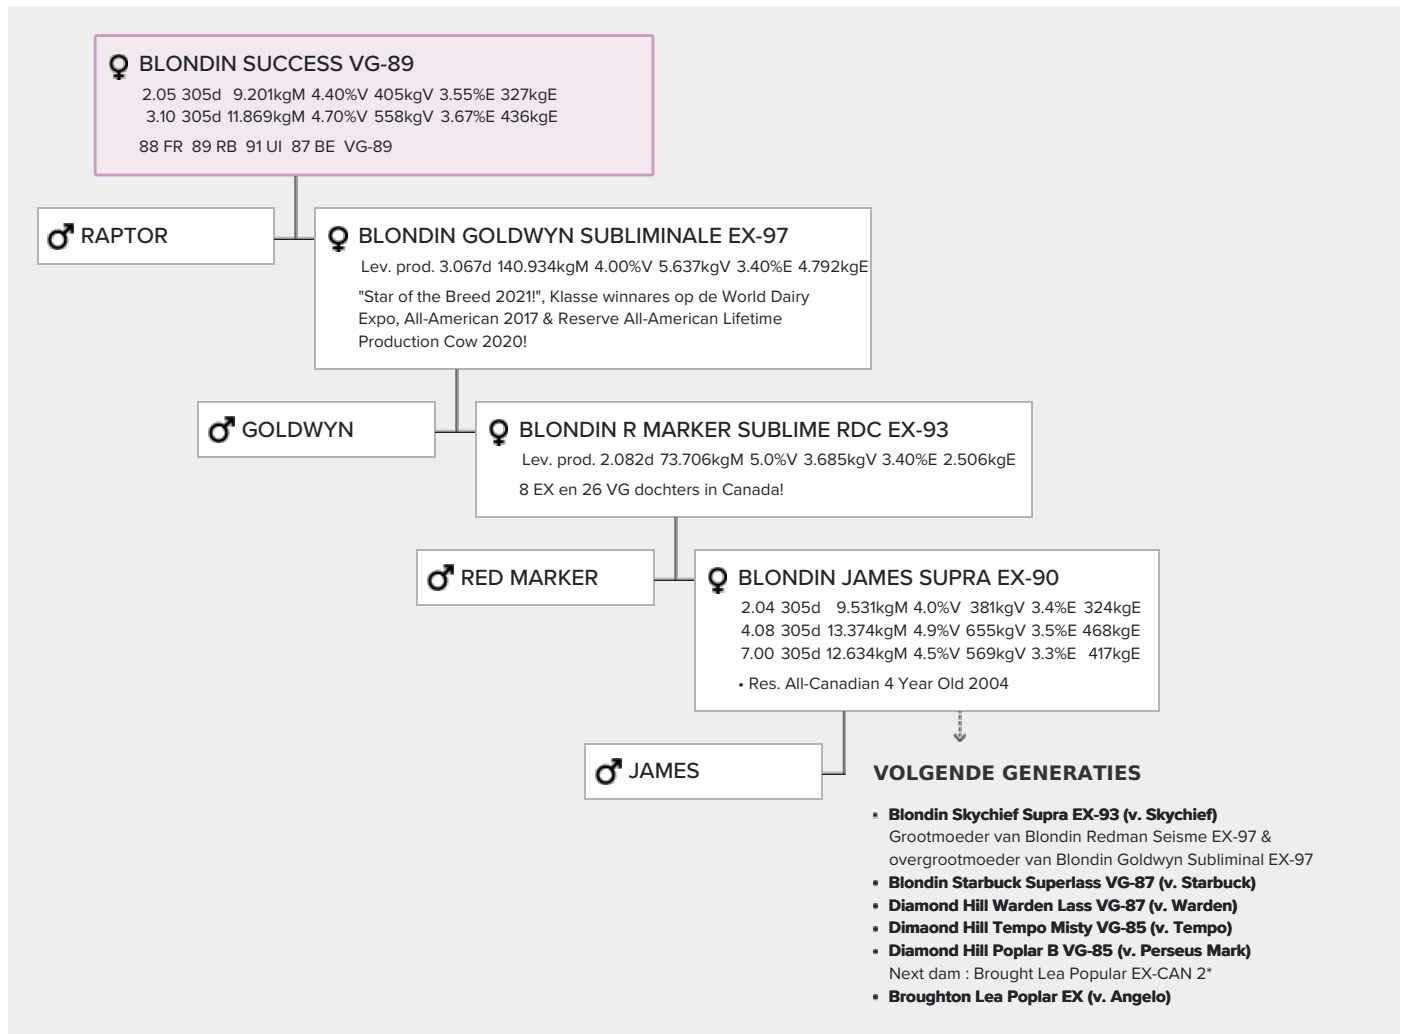 BLONDIN SUCCESS VG-89
2.05 305d 9.201kgM 4.40%V 405kgV 3.55%E 327kgE
3.10 305d 11.869kgM 4.70%V 558kgV 3.67%E 436kgE
88 FR 89 RB 91 UI 87 BE VG-89
RAPTOR
BLONDIN GOLDWYN SUBLIMINALE EX-97
Lev. prod. 3.067d 140.934kgM 4.00%V 5.637kgV 3.40%E 4.792kgE
"Star of the Breed 2021!", Klasse winnares op de World Dairy
Expo, All-American 2017 & Reserve All-American Lifetime
Production Cow 2020!
GOLDWYN
BLONDIN R MARKER SUBLIME RDC EX-93
Lev. prod. 2.082d 73.706kgM 5.0%V 3.685kgV 3.40%E 2.506kgE
8 EX en 26 VG dochters in Canada!
RED MARKER
BLONDIN JAMES SUPRA EX-90
2.04 305d 9.531kgM 4.0%V 381kgV 3.4%E 324kgE
4.08 305d 13.374kgM 4.9%V 655kgV 3.5%E 468kgE
7.00 305d 12.634kgM 4.5%V 569kgV 3.3%E 417kgE
• Res. All-Canadian 4 Year Old 2004
JAMES
VOLGENDE GENERATIES
• Blondin Skychief Supra EX-93 (v. Skychief)
Grootmoeder van Blondin Redman Seisme EX-97 &
overgrootmoeder van Blondin Goldwyn Subliminal EX-97
• Blondin Starbuck Superlass VG-87 (v. Starbuck)
• Diamond Hill Warden Lass VG-87 (v. Warden)
• Dimaond Hill Tempo Misty VG-85 (v. Tempo)
• Diamond Hill Poplar B VG-85 (v. Perseus Mark)
Next dam : Brought Lea Popular EX-CAN 2*
• Broughton Lea Poplar EX (v. Angelo)